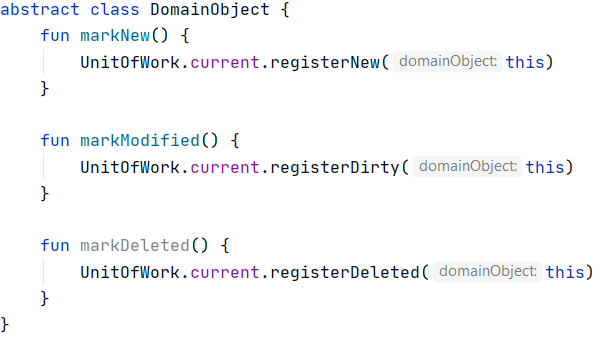 abstract class DomainObject {
    fun markNew() {
        UnitOfWork.current.registerNew( domainObject: this)
    }

    fun markModified() {
        UnitOfWork.current.registerDirty( domainObject: this)
    }

    fun markDeleted() {
        UnitOfWork.current.registerDeleted( domainObject: this)
    }
}